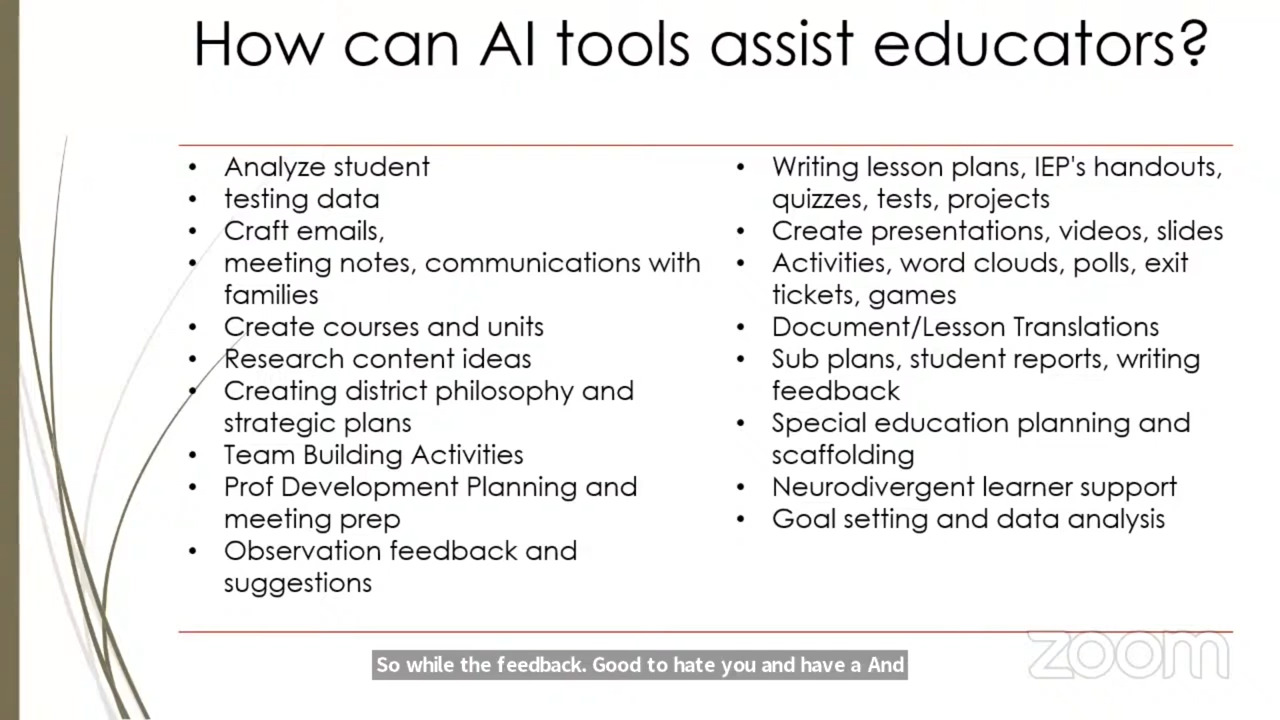 How can AI tools assist educators?
• Analyze student
• testing data
• Craft emails,
• meeting notes, communications with
families
• Create courses and units
• Research content ideas
• Creating district philosophy and
strategic plans
• Team Building Activities
• Prof Development Planning and
meeting prep
• Observation feedback and
suggestions
• Writing lesson plans, IEP's handouts,
quizzes, tests, projects
• Create presentations, videos, slides
• Activities, word clouds, polls, exit
tickets, games
• Document/Lesson Translations
• Sub plans, student reports, writing
feedback
• Special education planning and
scaffolding
• Neurodivergent learner support
• Goal setting and data analysis
So while the feedback. Good to hate you and have a And
zoom